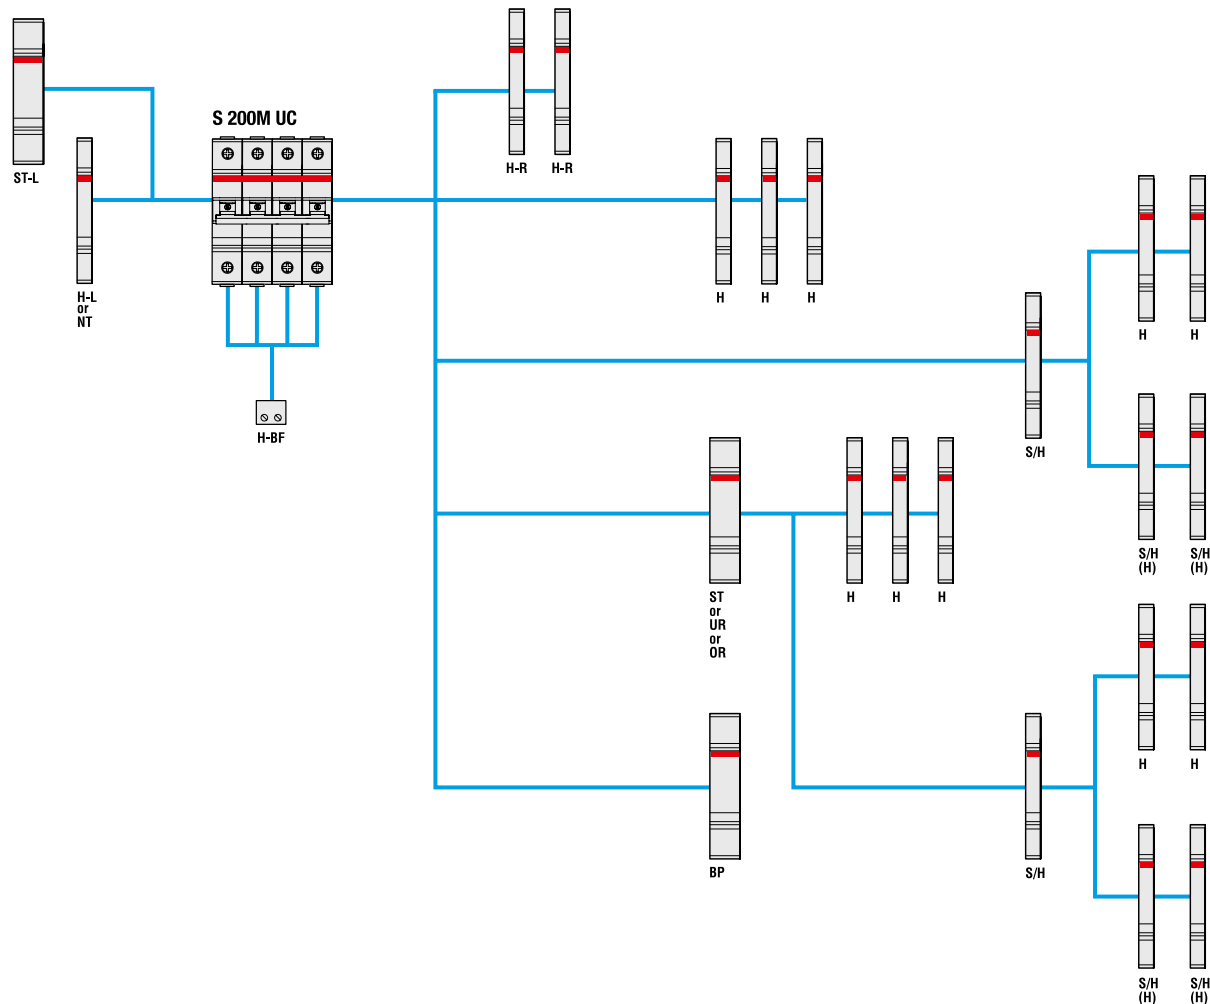 S 200M UC
ST-L
H-R H-R
H-L
or
NT
H H H
H H
H-BF
S/H
S/H S/H
(H) (H)
ST
or
UR
or
OR
H H H
H H
BP
S/H
S/H S/H
(H) (H)